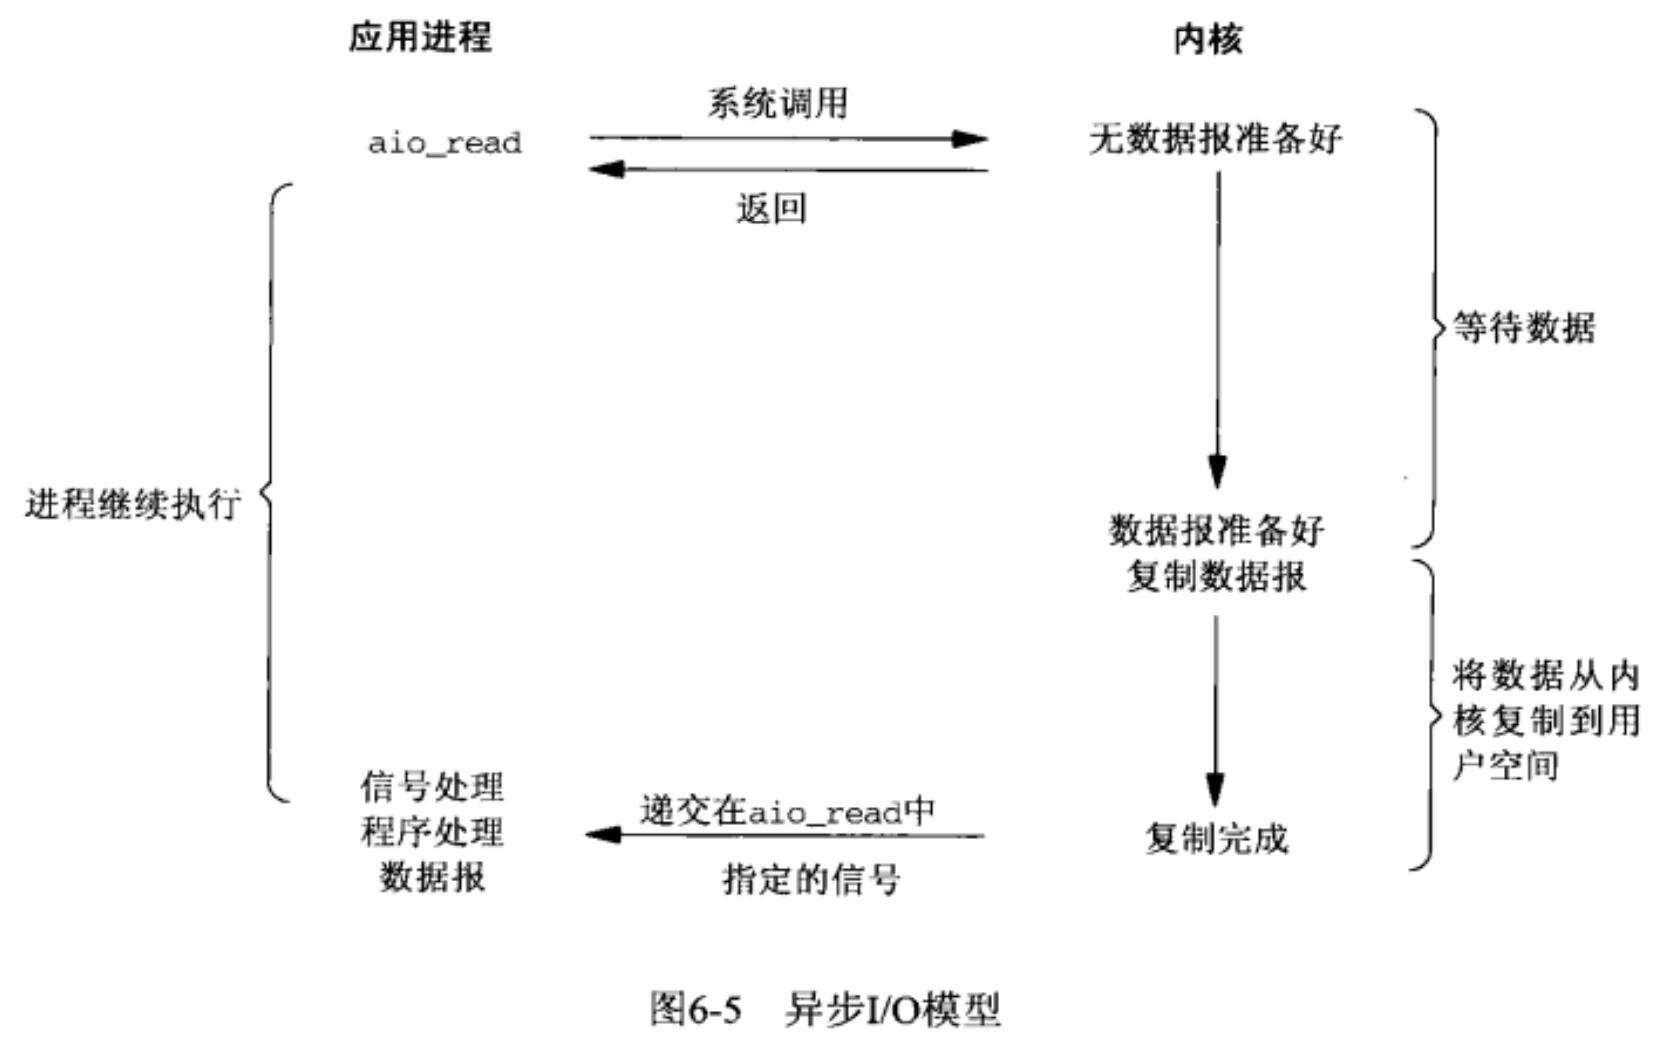 应用进程
内核
系统调用
aio_read
无数据报准备好
返回
等待数据
进程继续执行
数据报准备好
复制数据报
将数据从内
核复制到用
户空间
信号处理
程序处理
数据报
递交在aio_read中
指定的信号
复制完成
图6-5 异步I/O模型